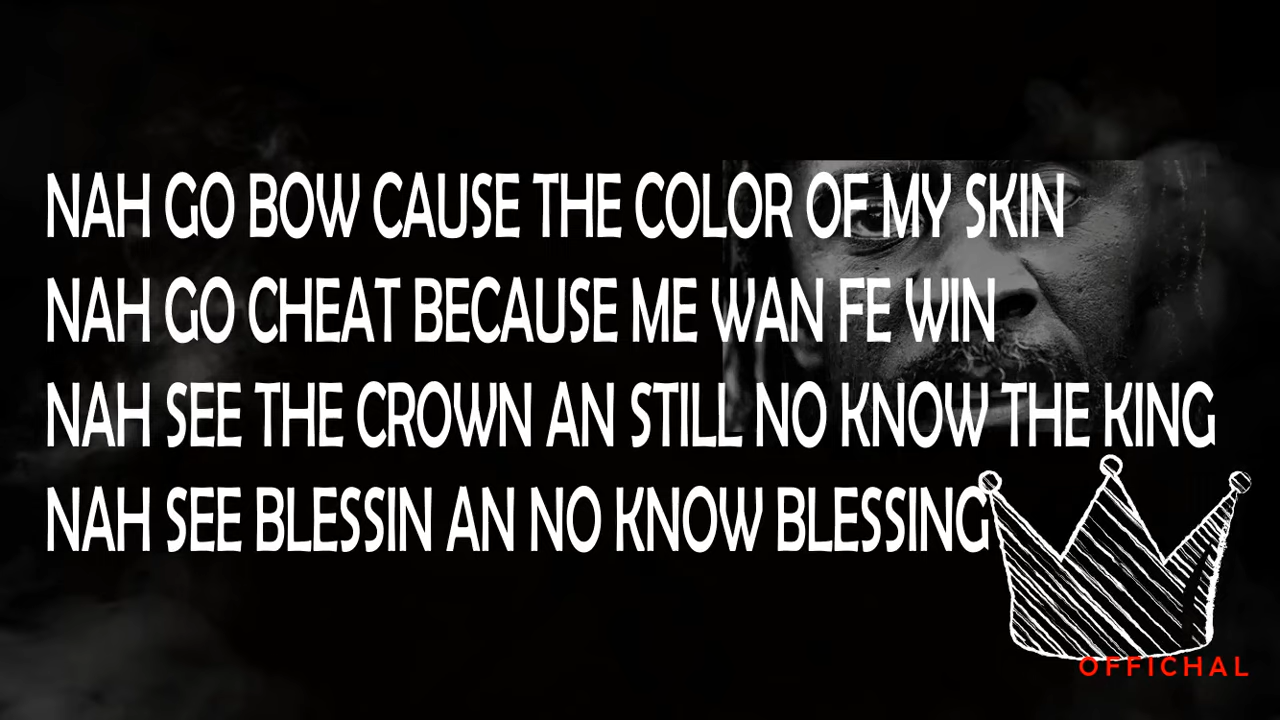 NAH GO BOW CAUSE THE COLOR OF MY SKIN
NAH GO CHEAT BECAUSE ME WAN FE WIN
NAH SEE THE CROWN AN STILL NO KNOW THE KING
NAH SEE BLESSIN AN NO KNOW BLESSING
OFFICHAL